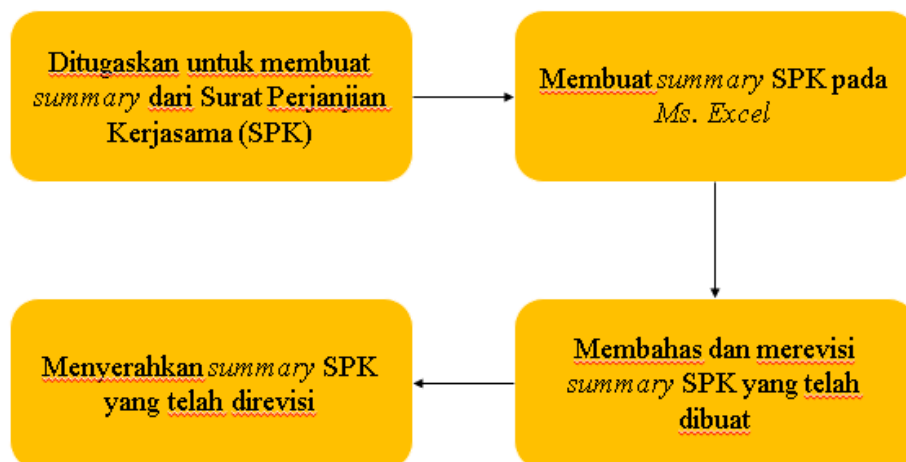 Ditugaskan untuk membuat
summary dari Surat Perjanjian
Kerjasama (SPK)
Membuat summary SPK pada
Ms. Excel
Membahas dan merevisi
summary SPK yang telah
dibuat
Menyerahkan summary SPK
yang telah direvisi